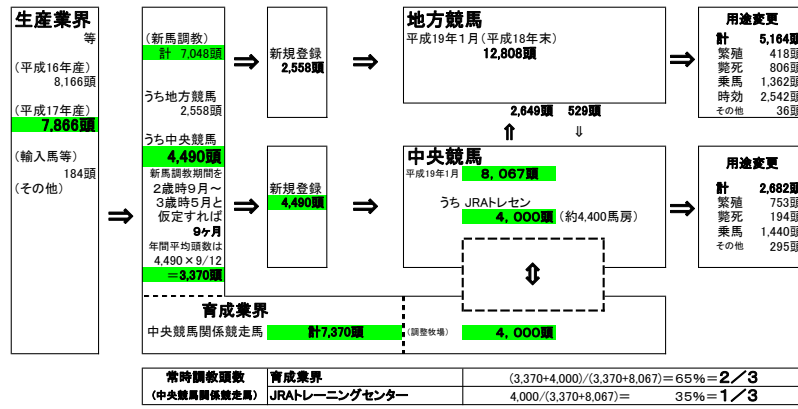 生産業界
等
(平成16年産)
8,166頭
(平成17年産)
7,866頭
(輸入馬等)
184頭
(その他)
⇒
(新馬調教)
計 7,048頭
うち地方競馬
2,558頭
うち中央競馬
4,490頭
新馬調教期間を
2歳時9月～
3歳時5月と
仮定すれば
9ヶ月
年間平均頭数は
4,490×9/12
＝3,370頭
⇒
新規登録
2,558頭
⇒
地方競馬
平成19年1月(平成18年末)
12,808頭
⇒
用途変更
計 5,164頭
繁殖 418頭
斃死 806頭
乗馬 1,362頭
時効 2,542頭
その他 36頭
2,649頭 529頭
⇑ ⇓
⇒
新規登録
4,490頭
⇒
中央競馬
平成19年1月 8,067頭
うち JRAトレセン
4,000頭 (約4,400馬房)
⇕
⇒
用途変更
計 2,682頭
繁殖 753頭
斃死 194頭
乗馬 1,440頭
その他 295頭
育成業界
中央競馬関係競走馬 計7,370頭 (調整牧場) 4,000頭
常時調教頭数 育成業界 (3,370+4,000)/(3,370+8,067)＝65%＝2／3
(中央競馬関係競走馬) JRAトレーニングセンター 4,000/(3,370+8,067)＝ 35%＝1／3